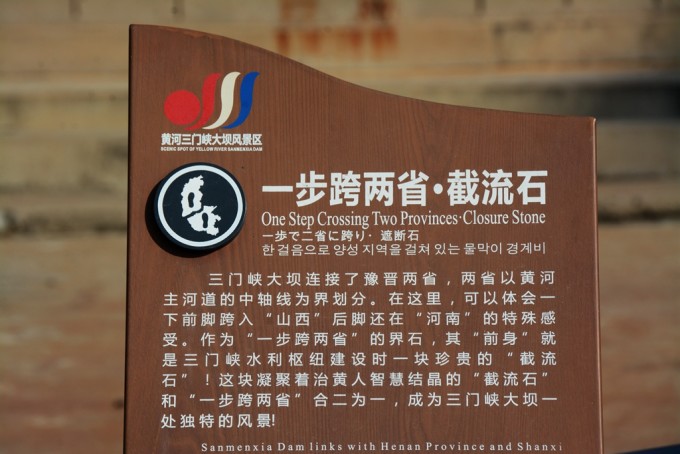 黄河三门峡大坝风景区
SCENIC SPOT OF YELLOW RIVER SANMENXIA DAM
一步跨两省·截流石
One Step Crossing Two Provinces·Closure Stone
一歩で二省に跨り· 遮断石
한 걸음으로 양성 지역을 걸쳐 있는 물막이 경계비
三门峡大坝连接了豫晋两省，两省以黄河
主河道的中轴线为界划分。在这里，可以体会一
下前脚跨入“山西”后脚还在“河南”的特殊感
受。作为“一步跨两省”的界石，其“前身”就
是三门峡水利枢纽建设时一块珍贵的“截流
石”！这块凝聚着治黄人智慧结晶的“截流石”
和“一步跨两省”合二为一，成为三门峡大坝一
处独特的风景!
Sanmenxia Dam links with Henan Province and Shanxi